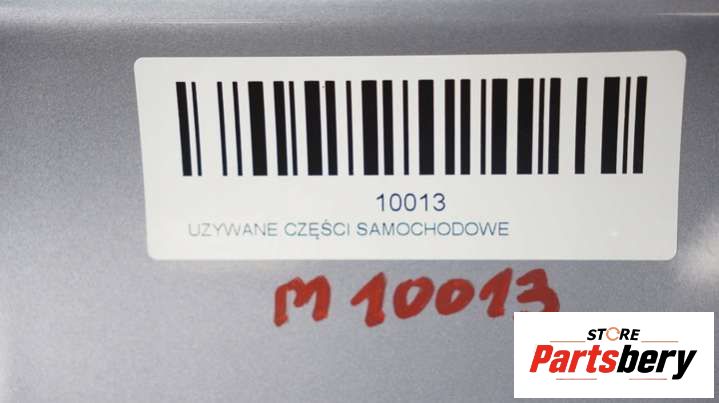 10013
UZYWANE CZĘŚCI SAMOCHODOWE
M 10013
STORE
Partsbery